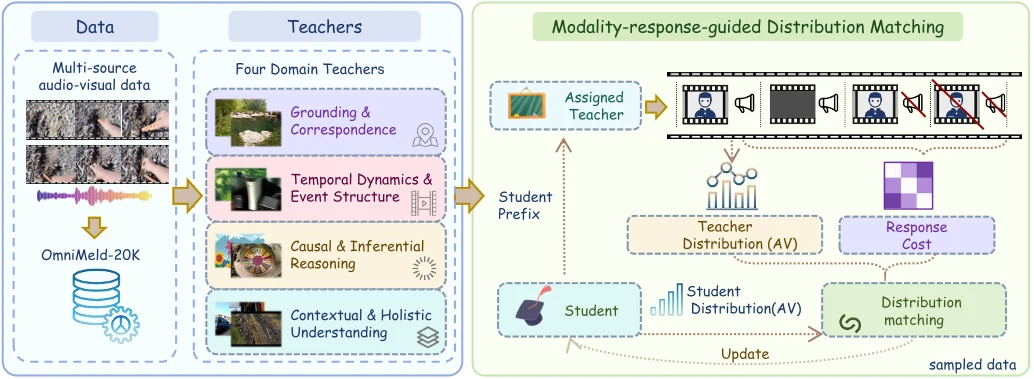 Data
Multi-source
audio-visual data
OmniMeld-20K
Teachers
Four Domain Teachers
Grounding &
Correspondence
Temporal Dynamics &
Event Structure
Causal & Inferential
Reasoning
Contextual & Holistic
Understanding
Modality-response-guided Distribution Matching
Assigned
Teacher
Student
Prefix
Teacher
Distribution (AV)
Response
Cost
Student
Student
Distribution(AV)
Distribution
matching
Update
sampled data